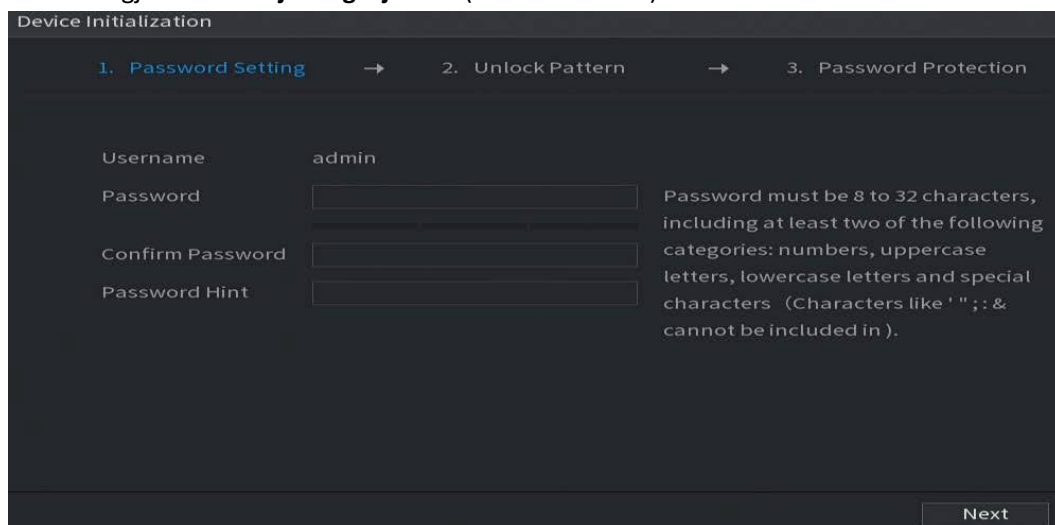 Device Initialization
1. Password Setting → 2. Unlock Pattern → 3. Password Protection
Username admin
Password
Password must be 8 to 32 characters,
including at least two of the following
categories: numbers, uppercase
letters, lowercase letters and special
characters (Characters like ' " ; : &
cannot be included in ).
Confirm Password
Password Hint
Next